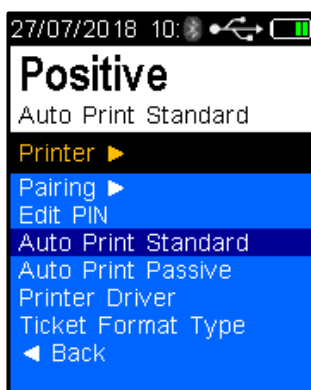 27/07/2018 10:
Positive
Auto Print Standard
Printer ▶
Pairing ▶
Edit PIN
Auto Print Standard
Auto Print Passive
Printer Driver
Ticket Format Type
◀ Back